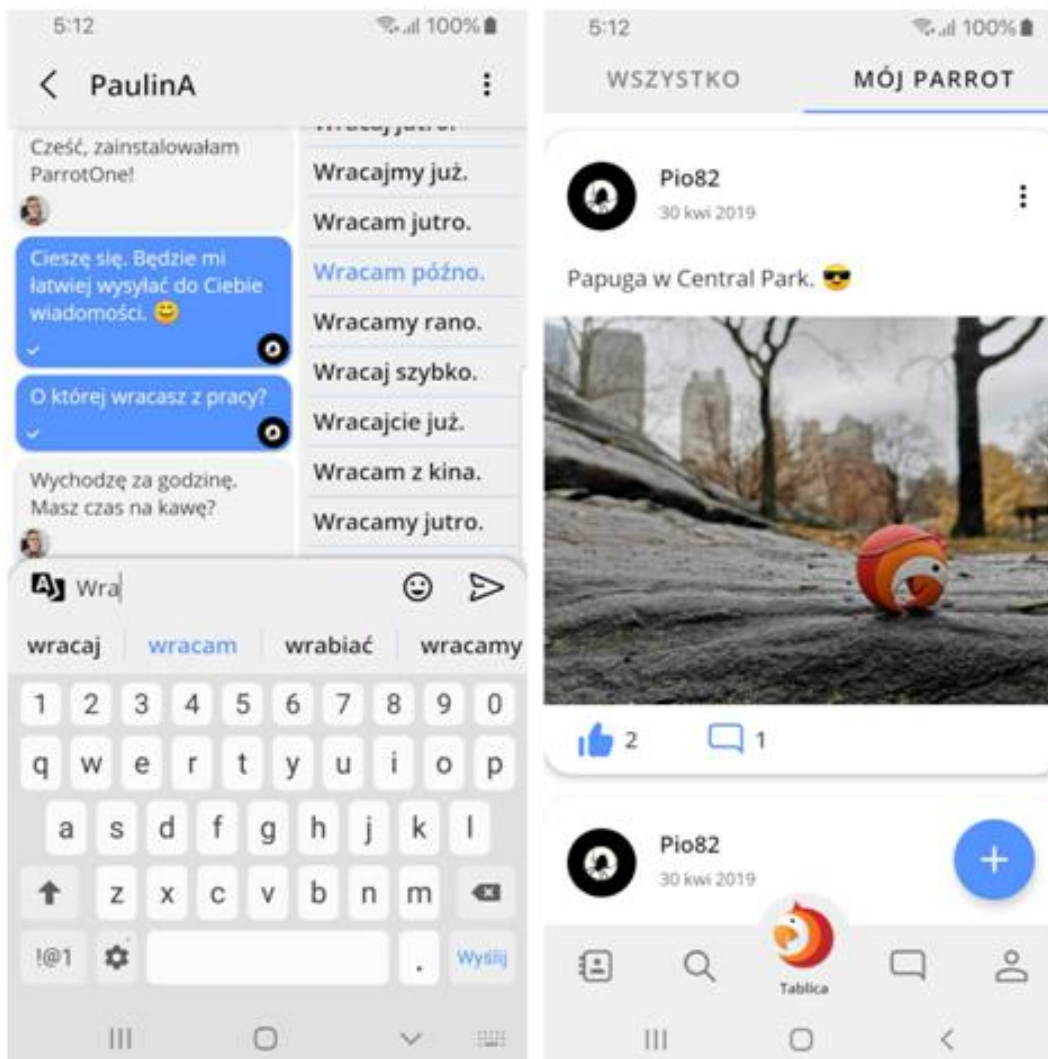 5:12
100%
PaulinA
Cześć, zainstalowałam
ParrotOne!
Cieszę się. Będzie mi
łatwiej wysyłać do Ciebie
wiadomości. 😊
O której wracasz z pracy?
Wychodzę za godzinę.
Masz czas na kawę?
Wracaj jutro.
Wracajmy już.
Wracam jutro.
Wracam późno.
Wracamy rano.
Wracaj szybko.
Wracajcie już.
Wracam z kina.
Wracamy jutro.
Wra
wracaj wracam wrabiać wracamy
1 2 3 4 5 6 7 8 9 0
q w e r t y u i o p
a s d f g h j k l
z x c v b n m
!@1 . Wyślij
5:12
100%
WSZYSTKO MÓJ PARROT
Pio82
30 kwi 2019
Papuga w Central Park. 😎
2 1
Pio82
30 kwi 2019
+
Tablica